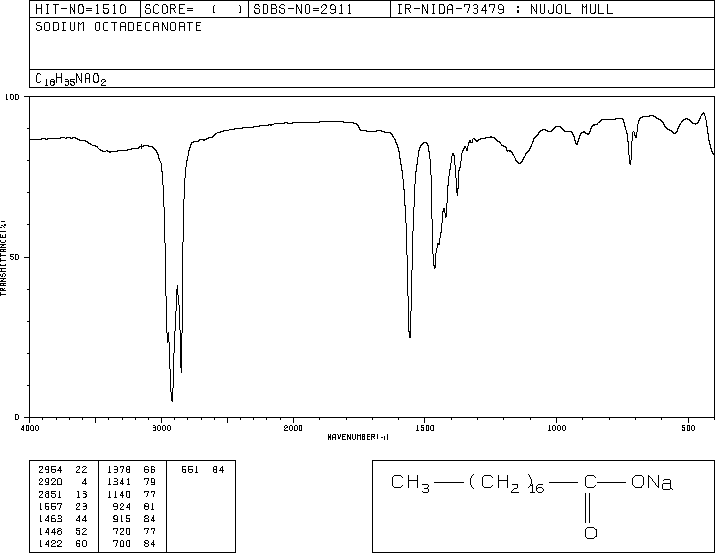 HIT-NO=1510 SCORE= ( ) SDBS-NO=2911 IR-NIDA-73479 : NUJOL MULL
SODIUM OCTADECANOATE
C18H35NAO2
100
50
0
TRANSMITTANCE(%)
4000 3000 2000 1500 1000 500
WAVENUMBER(-1)
2954 22 1378 66 551 84
2920 4 1341 79
2851 13 1140 77
1557 23 924 81
1463 44 915 84
1448 52 720 77
1422 60 700 84
CH3—(CH2)16—C—ONa
O